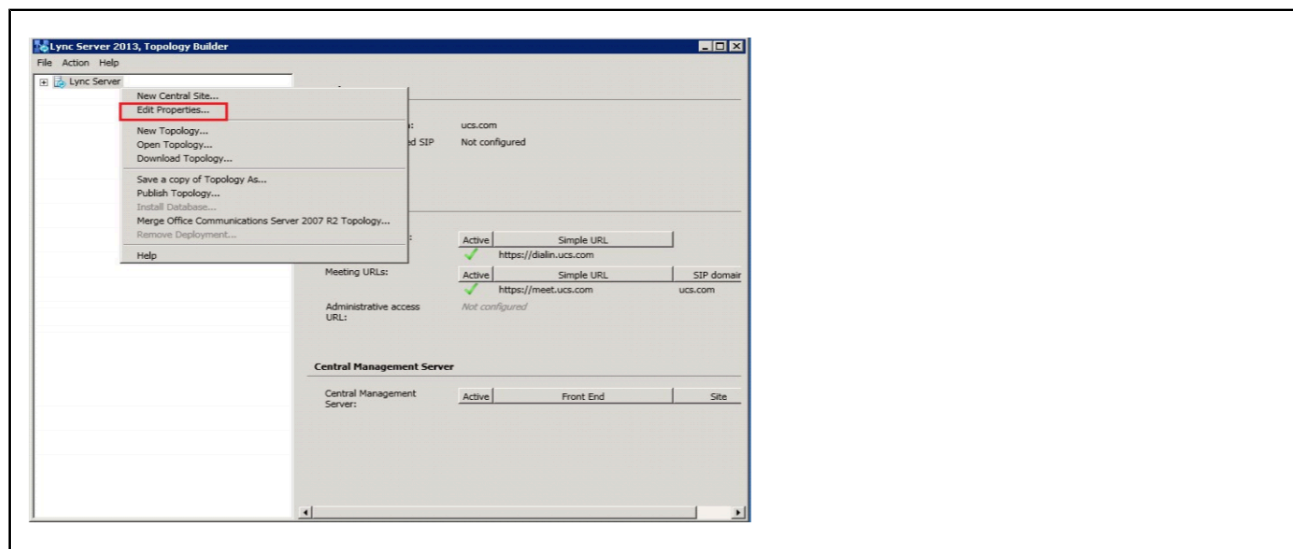 Lync Server 2013, Topology Builder
File Action Help
Lync Server
New Central Site...
Edit Properties...
New Topology...
Open Topology...
Download Topology...
Save a copy of Topology As...
Publish Topology...
Install Database...
Merge Office Communications Server 2007 R2 Topology...
Remove Deployment...
Help
ucs.com
ed SIP Not configured
Active Simple URL
https://dialin.ucs.com
Meeting URLs: Active Simple URL SIP domain
https://meet.ucs.com ucs.com
Administrative access Not configured
URL:
Central Management Server
Central Management Active Front End Site
Server: